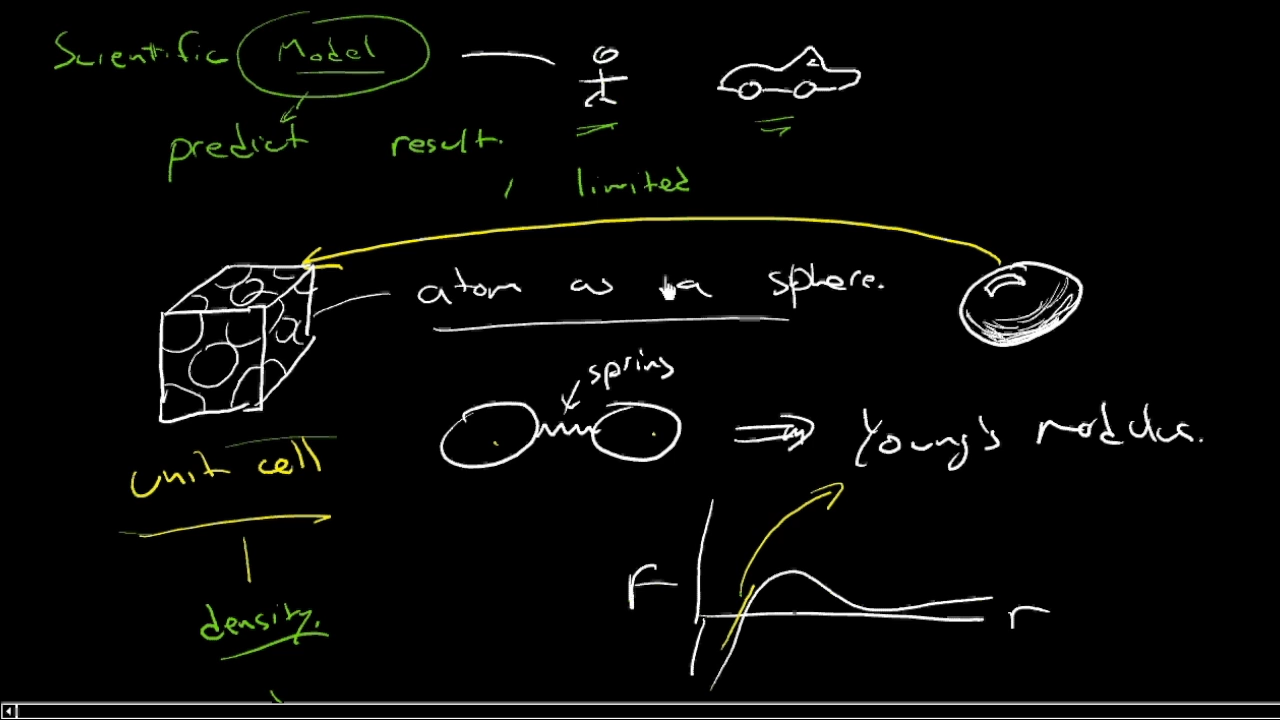 Scientific Model
predict result.
limited
atom as a sphere.
spring
Young's modulus.
unit cell
F
r
density.